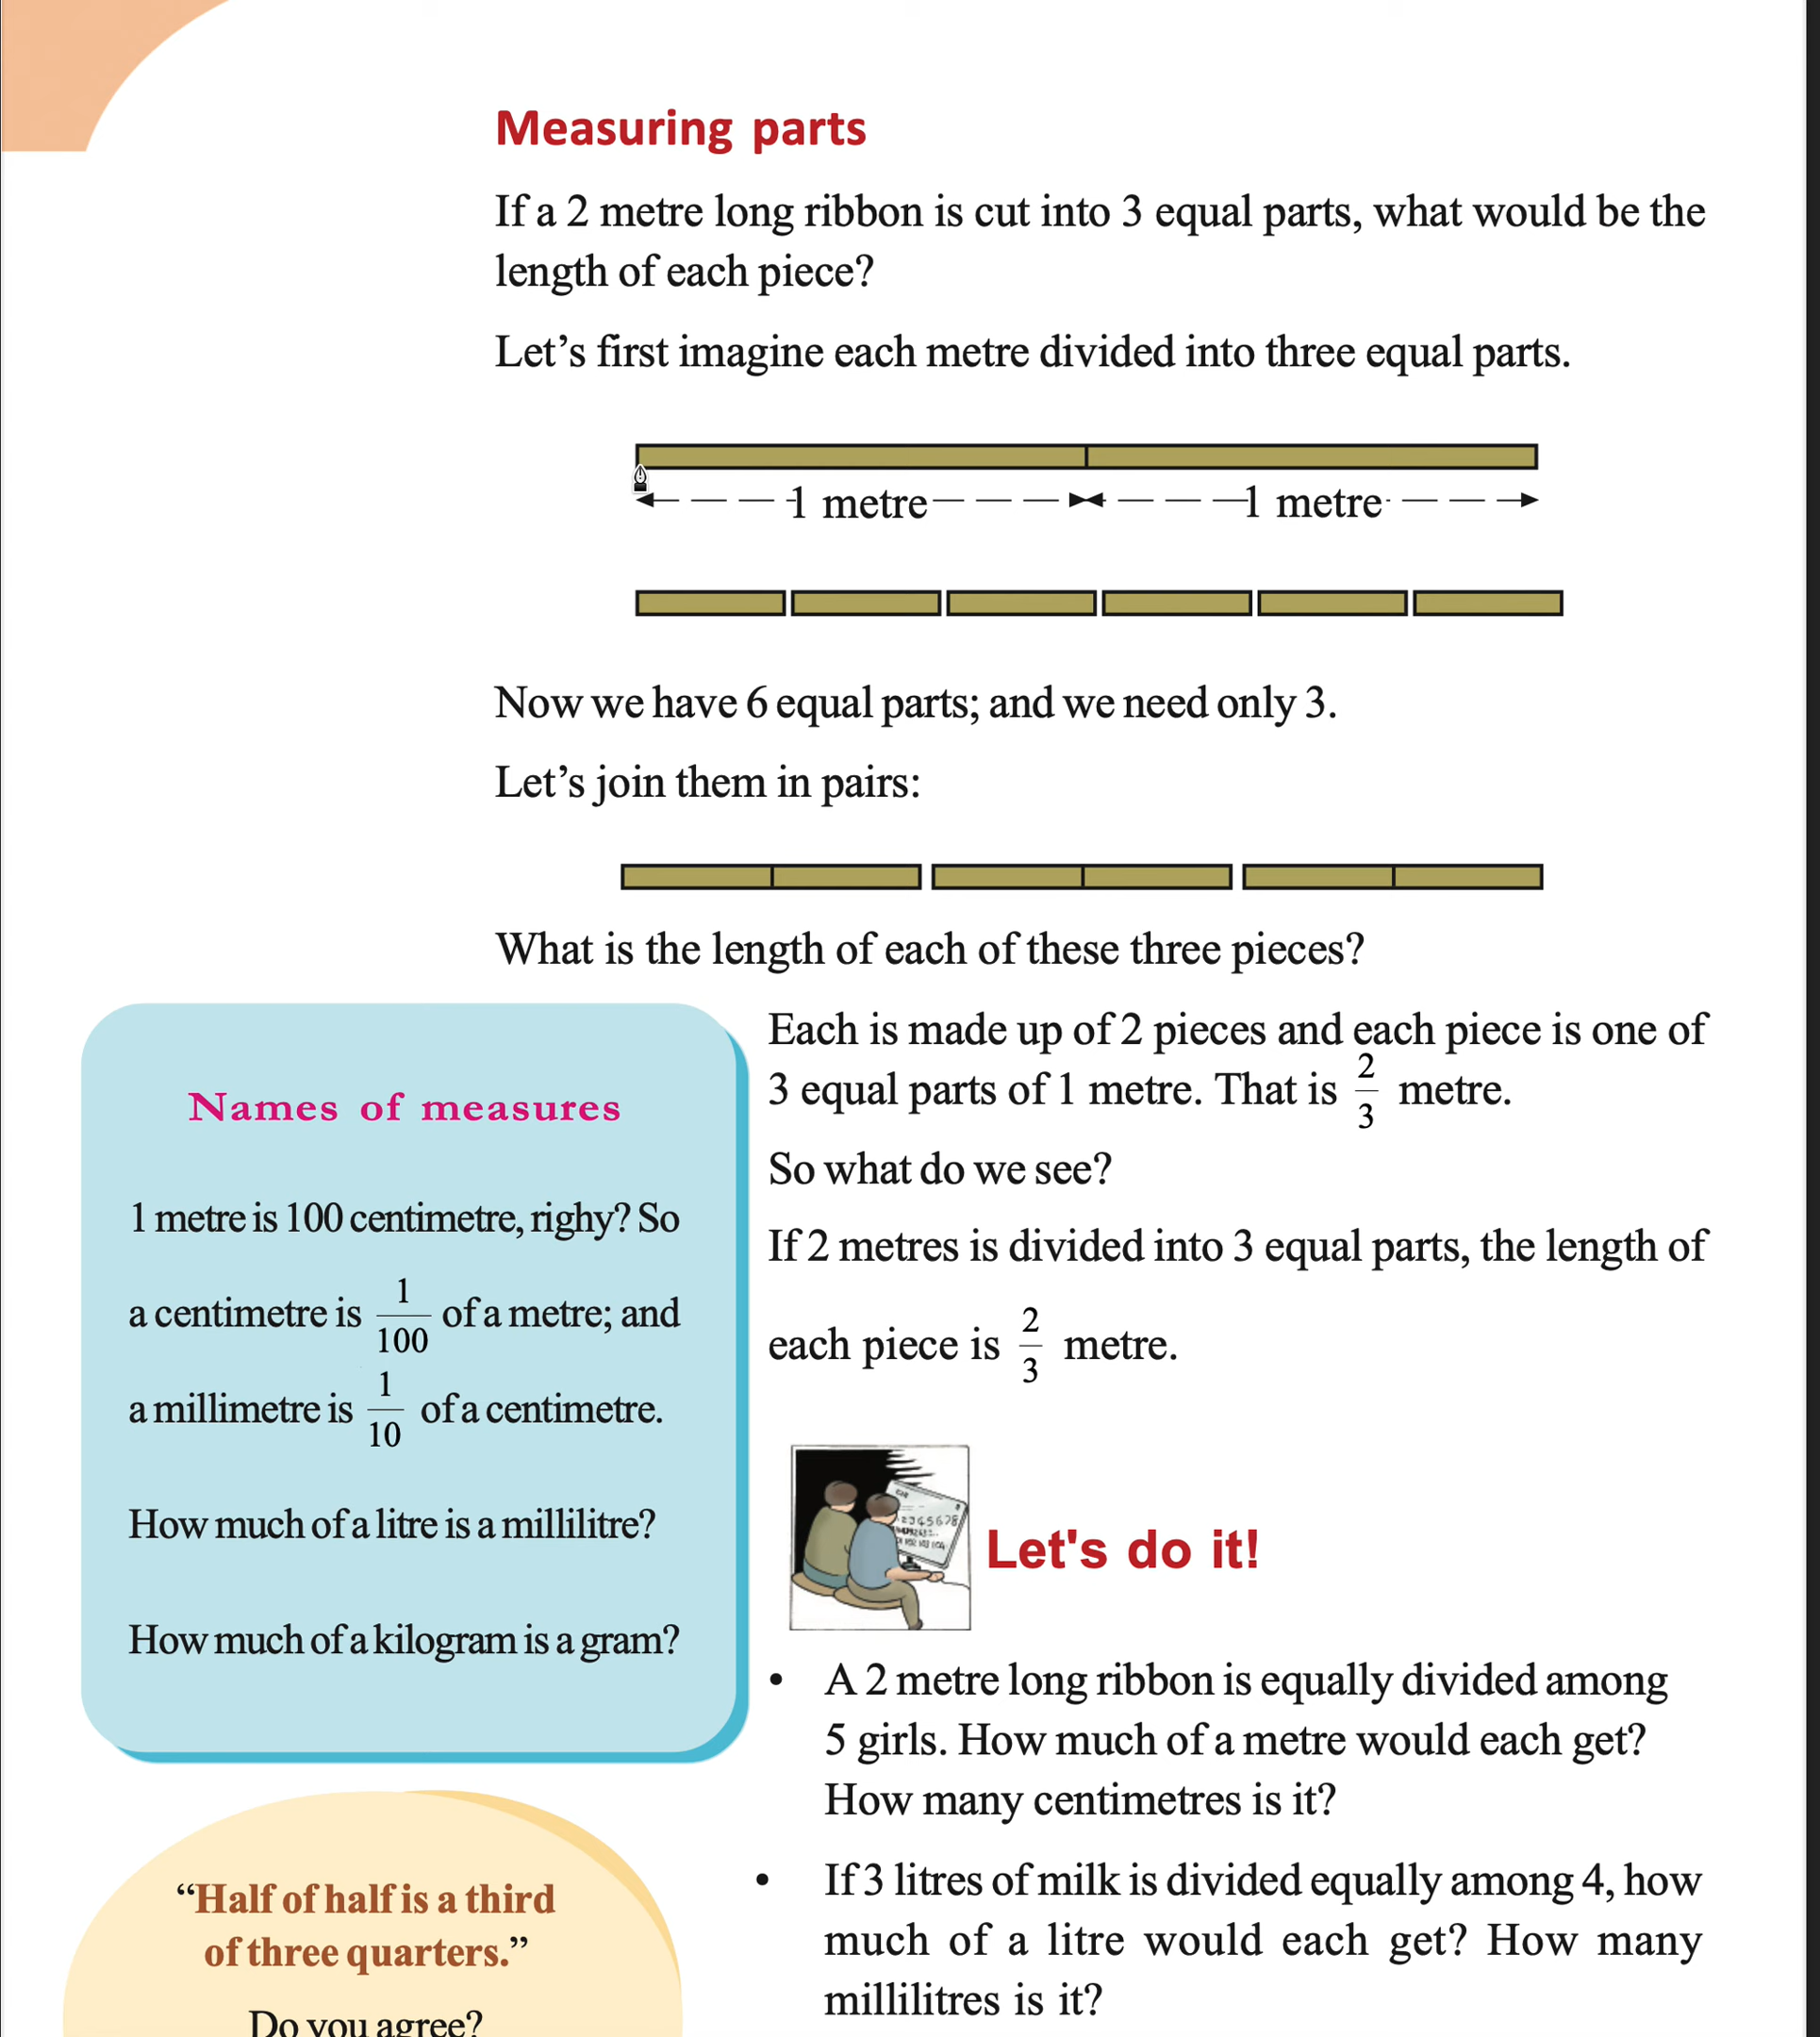 Measuring parts
If a 2 metre long ribbon is cut into 3 equal parts, what would be the
length of each piece?
Let’s first imagine each metre divided into three equal parts.
1 metre 1 metre
Now we have 6 equal parts; and we need only 3.
Let’s join them in pairs:
What is the length of each of these three pieces?
Each is made up of 2 pieces and each piece is one of
3 equal parts of 1 metre. That is 2/3 metre.
So what do we see?
If 2 metres is divided into 3 equal parts, the length of
each piece is 2/3 metre.
Names of measures
1 metre is 100 centimetre, righy? So
a centimetre is 1/100 of a metre; and
a millimetre is 1/10 of a centimetre.
How much of a litre is a millilitre?
How much of a kilogram is a gram?
Let's do it!
• A 2 metre long ribbon is equally divided among
5 girls. How much of a metre would each get?
How many centimetres is it?
• If 3 litres of milk is divided equally among 4, how
much of a litre would each get? How many
millilitres is it?
“Half of half is a third
of three quarters.”
Do you agree?